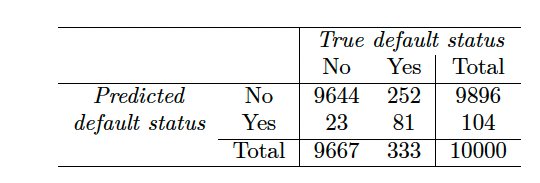 True default status
No Yes Total
Predicted No 9644 252 9896
default status Yes 23 81 104
Total 9667 333 10000